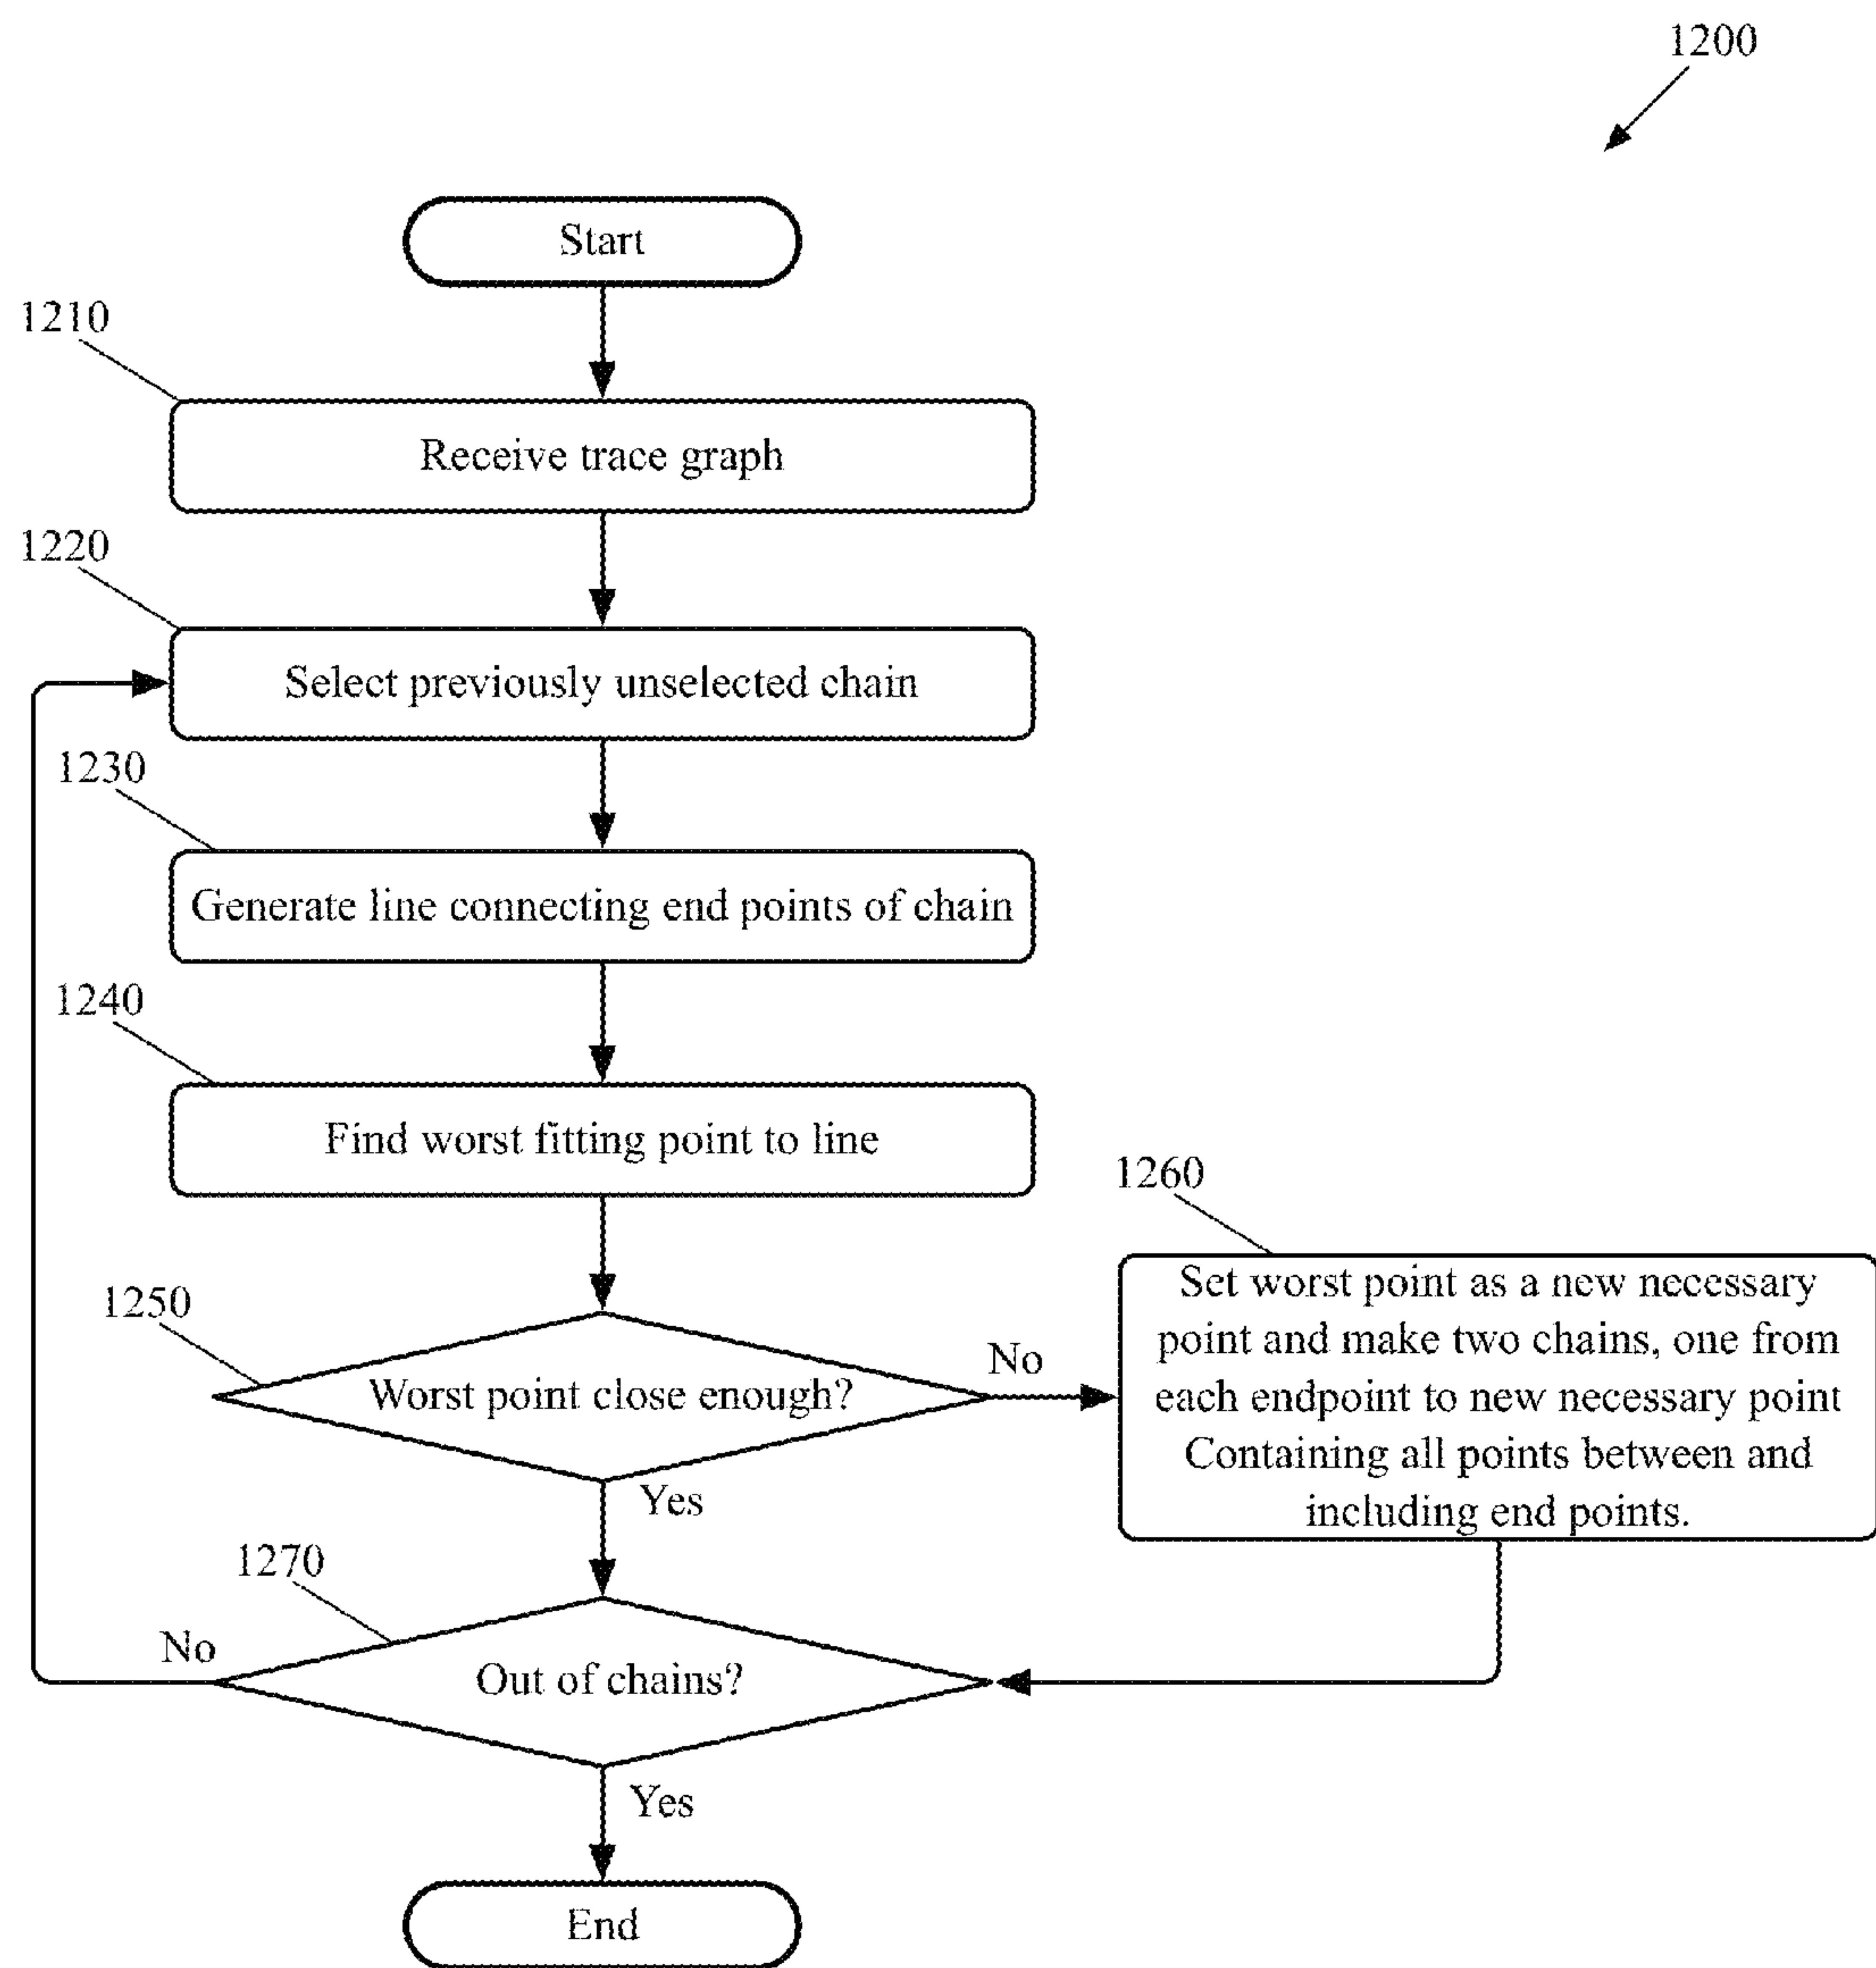 1200
Start
1210
Receive trace graph
1220
Select previously unselected chain
1230
Generate line connecting end points of chain
1240
Find worst fitting point to line
1250
Worst point close enough?
No
1260
Set worst point as a new necessary
point and make two chains, one from
each endpoint to new necessary point
Containing all points between and
including end points.
Yes
1270
No
Out of chains?
Yes
End